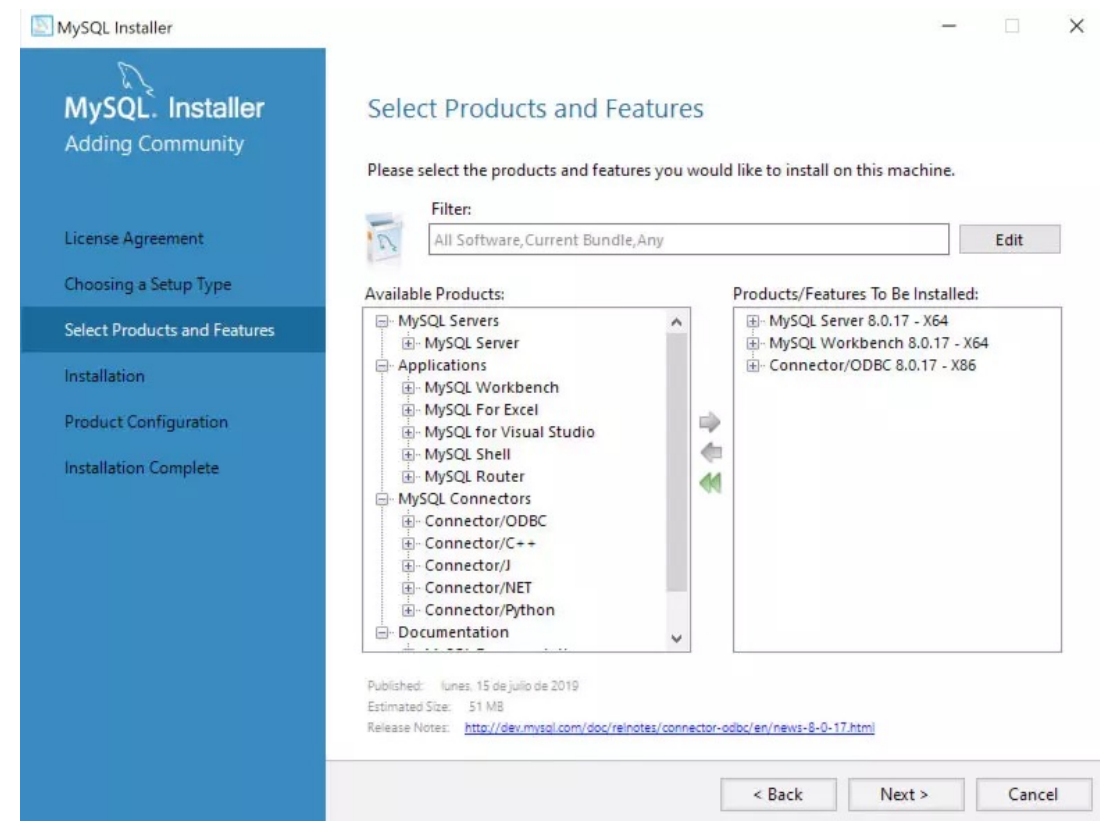 MySQL Installer
MySQL. Installer
Adding Community
License Agreement
Choosing a Setup Type
Select Products and Features
Installation
Product Configuration
Installation Complete
Select Products and Features
Please select the products and features you would like to install on this machine.
Filter:
All Software,Current Bundle,Any
Edit
Available Products:
MySQL Servers
MySQL Server
Applications
MySQL Workbench
MySQL For Excel
MySQL for Visual Studio
MySQL Shell
MySQL Router
MySQL Connectors
Connector/ODBC
Connector/C++
Connector/J
Connector/NET
Connector/Python
Documentation
Products/Features To Be Installed:
MySQL Server 8.0.17 - X64
MySQL Workbench 8.0.17 - X64
Connector/ODBC 8.0.17 - X86
Published: lunes, 15 de julio de 2019
Estimated Size: 51 MB
Release Notes: http://dev.mysql.com/doc/relnotes/connector-odbc/en/news-8-0-17.html
< Back
Next >
Cancel